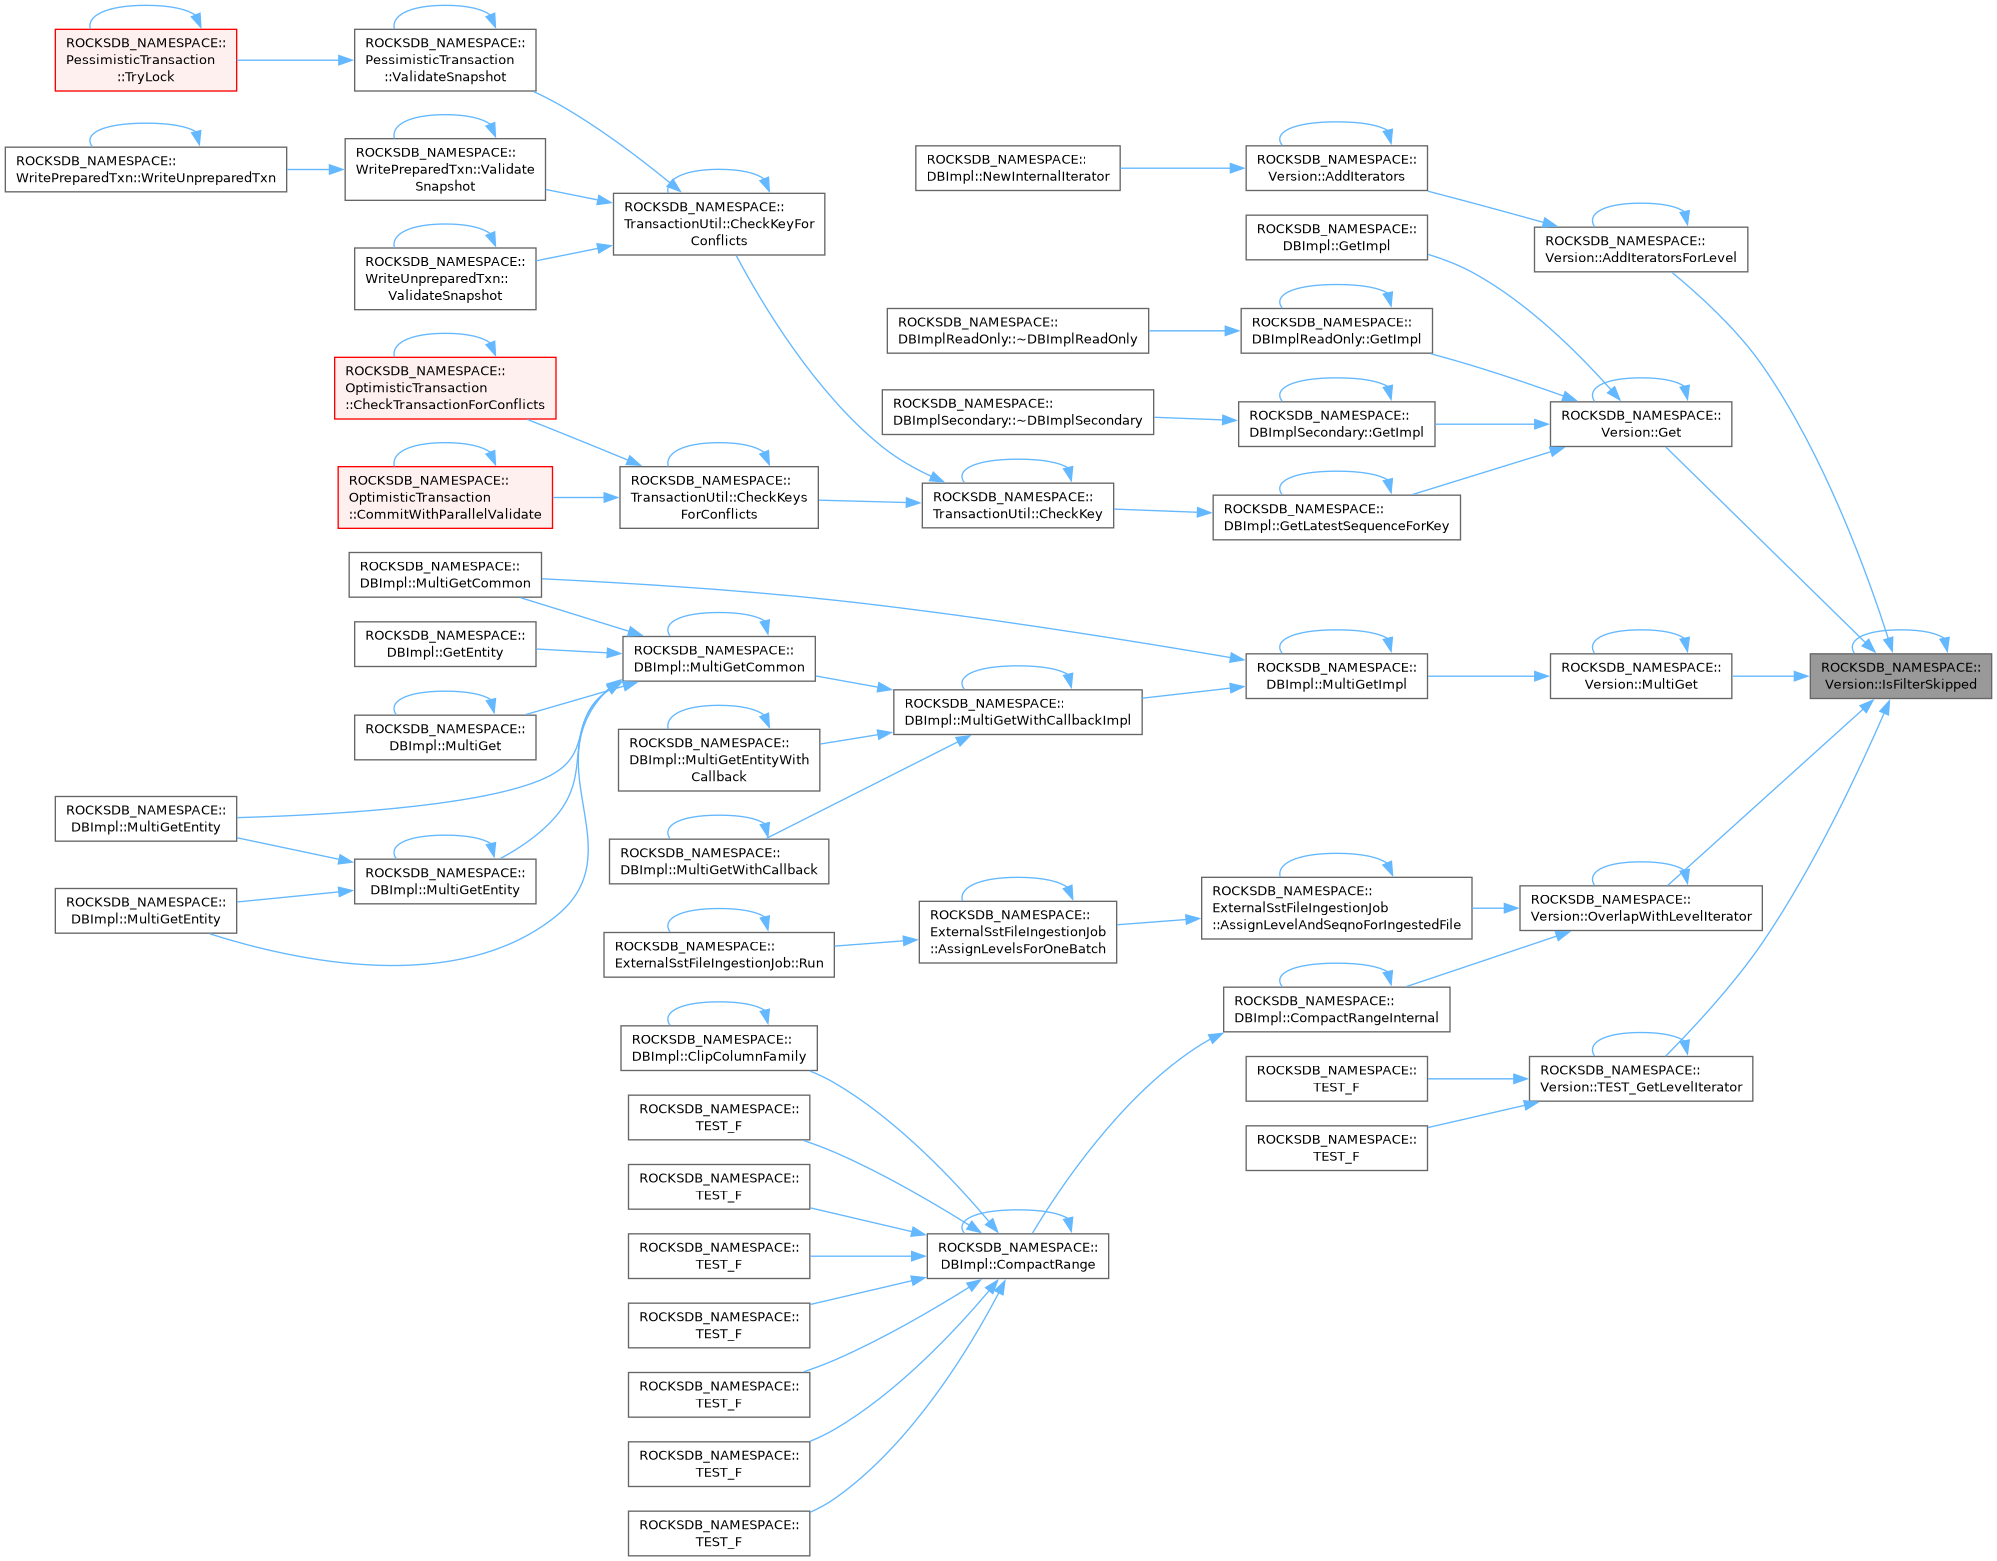 ROCKSDB_NAMESPACE::
PessimisticTransaction
::TryLock
ROCKSDB_NAMESPACE::
PessimisticTransaction
::ValidateSnapshot
ROCKSDB_NAMESPACE::
WritePreparedTxn::WriteUnpreparedTxn
ROCKSDB_NAMESPACE::
WritePreparedTxn::Validate
Snapshot
ROCKSDB_NAMESPACE::
WriteUnpreparedTxn::
ValidateSnapshot
ROCKSDB_NAMESPACE::
TransactionUtil::CheckKeyFor
Conflicts
ROCKSDB_NAMESPACE::
DBImpl::NewInternalIterator
ROCKSDB_NAMESPACE::
Version::AddIterators
ROCKSDB_NAMESPACE::
DBImpl::GetImpl
ROCKSDB_NAMESPACE::
Version::AddIteratorsForLevel
ROCKSDB_NAMESPACE::
DBImplReadOnly::~DBImplReadOnly
ROCKSDB_NAMESPACE::
DBImplReadOnly::GetImpl
ROCKSDB_NAMESPACE::
OptimisticTransaction
::CheckTransactionForConflicts
ROCKSDB_NAMESPACE::
DBImplSecondary::~DBImplSecondary
ROCKSDB_NAMESPACE::
DBImplSecondary::GetImpl
ROCKSDB_NAMESPACE::
Version::Get
ROCKSDB_NAMESPACE::
OptimisticTransaction
::CommitWithParallelValidate
ROCKSDB_NAMESPACE::
TransactionUtil::CheckKeys
ForConflicts
ROCKSDB_NAMESPACE::
TransactionUtil::CheckKey
ROCKSDB_NAMESPACE::
DBImpl::GetLatestSequenceForKey
ROCKSDB_NAMESPACE::
DBImpl::MultiGetCommon
ROCKSDB_NAMESPACE::
DBImpl::GetEntity
ROCKSDB_NAMESPACE::
DBImpl::MultiGetCommon
ROCKSDB_NAMESPACE::
DBImpl::MultiGetImpl
ROCKSDB_NAMESPACE::
Version::MultiGet
ROCKSDB_NAMESPACE::
Version::IsFilterSkipped
ROCKSDB_NAMESPACE::
DBImpl::MultiGet
ROCKSDB_NAMESPACE::
DBImpl::MultiGetWithCallbackImpl
ROCKSDB_NAMESPACE::
DBImpl::MultiGetEntityWith
Callback
ROCKSDB_NAMESPACE::
DBImpl::MultiGetEntity
ROCKSDB_NAMESPACE::
DBImpl::MultiGetEntity
ROCKSDB_NAMESPACE::
DBImpl::MultiGetWithCallback
ROCKSDB_NAMESPACE::
DBImpl::MultiGetEntity
ROCKSDB_NAMESPACE::
ExternalSstFileIngestionJob::Run
ROCKSDB_NAMESPACE::
ExternalSstFileIngestionJob
::AssignLevelsForOneBatch
ROCKSDB_NAMESPACE::
ExternalSstFileIngestionJob
::AssignLevelAndSeqnoForIngestedFile
ROCKSDB_NAMESPACE::
Version::OverlapWithLevelIterator
ROCKSDB_NAMESPACE::
DBImpl::CompactRangeInternal
ROCKSDB_NAMESPACE::
DBImpl::ClipColumnFamily
ROCKSDB_NAMESPACE::
TEST_F
ROCKSDB_NAMESPACE::
Version::TEST_GetLevelIterator
ROCKSDB_NAMESPACE::
TEST_F
ROCKSDB_NAMESPACE::
TEST_F
ROCKSDB_NAMESPACE::
TEST_F
ROCKSDB_NAMESPACE::
TEST_F
ROCKSDB_NAMESPACE::
DBImpl::CompactRange
ROCKSDB_NAMESPACE::
TEST_F
ROCKSDB_NAMESPACE::
TEST_F
ROCKSDB_NAMESPACE::
TEST_F
ROCKSDB_NAMESPACE::
TEST_F